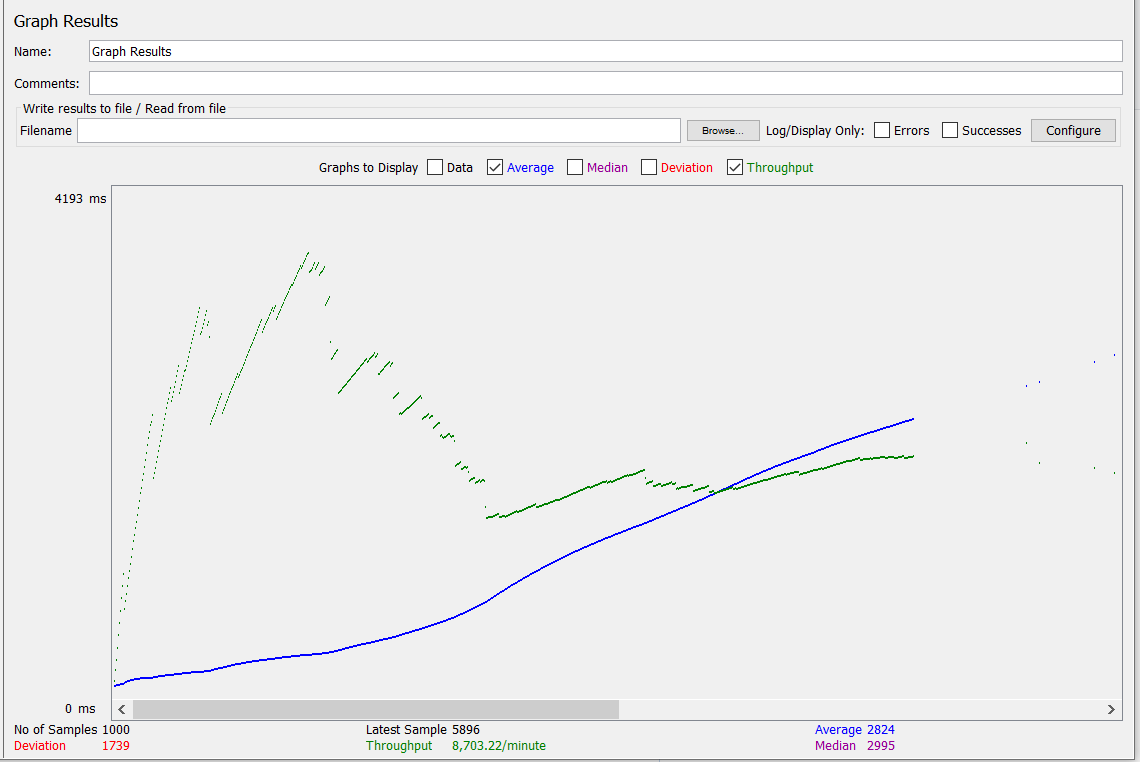 Graph Results
Name: Graph Results
Comments:
Write results to file / Read from file
Filename Browse... Log/Display Only: Errors Successes Configure
Graphs to Display Data Average Median Deviation Throughput
4193 ms
0 ms
No of Samples 1000 Latest Sample 5896 Average 2824
Deviation 1739 Throughput 8,703.22/minute Median 2995